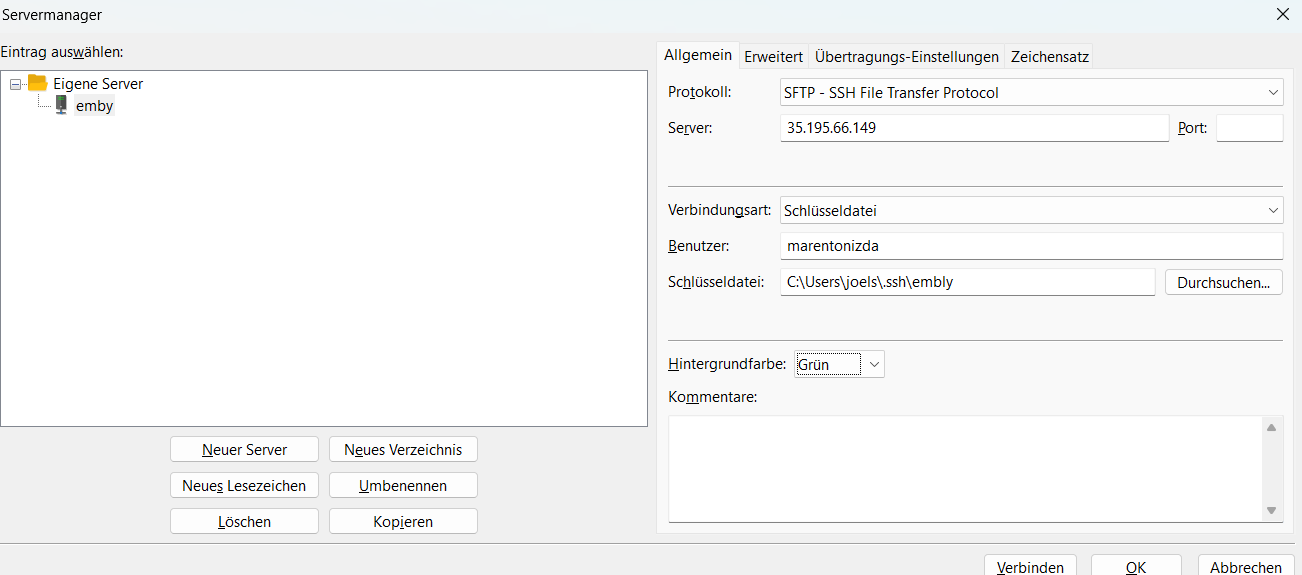 Servermanager
Eintrag auswählen:
Eigene Server
emby
Neuer Server
Neues Verzeichnis
Neues Lesezeichen
Umbenennen
Löschen
Kopieren
Allgemein
Erweitert
Übertragungs-Einstellungen
Zeichensatz
Protokoll:
SFTP - SSH File Transfer Protocol
Server:
35.195.66.149
Port:
Verbindungsart:
Schlüsseldatei
Benutzer:
marentonizda
Schlüsseldatei:
C:\Users\joels\.ssh\embly
Durchsuchen...
Hintergrundfarbe:
Grün
Kommentare:
Verbinden
OK
Abbrechen